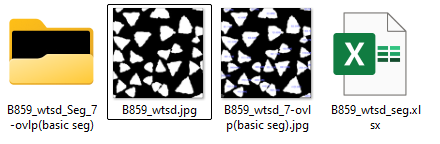 X
B859_wtsd_Seg_7
-ovlp(basic seg)
B859_wtsd.jpg
B859_wtsd_7-ovl
p(basic seg).jpg
B859_wtsd_seg.xl
sx